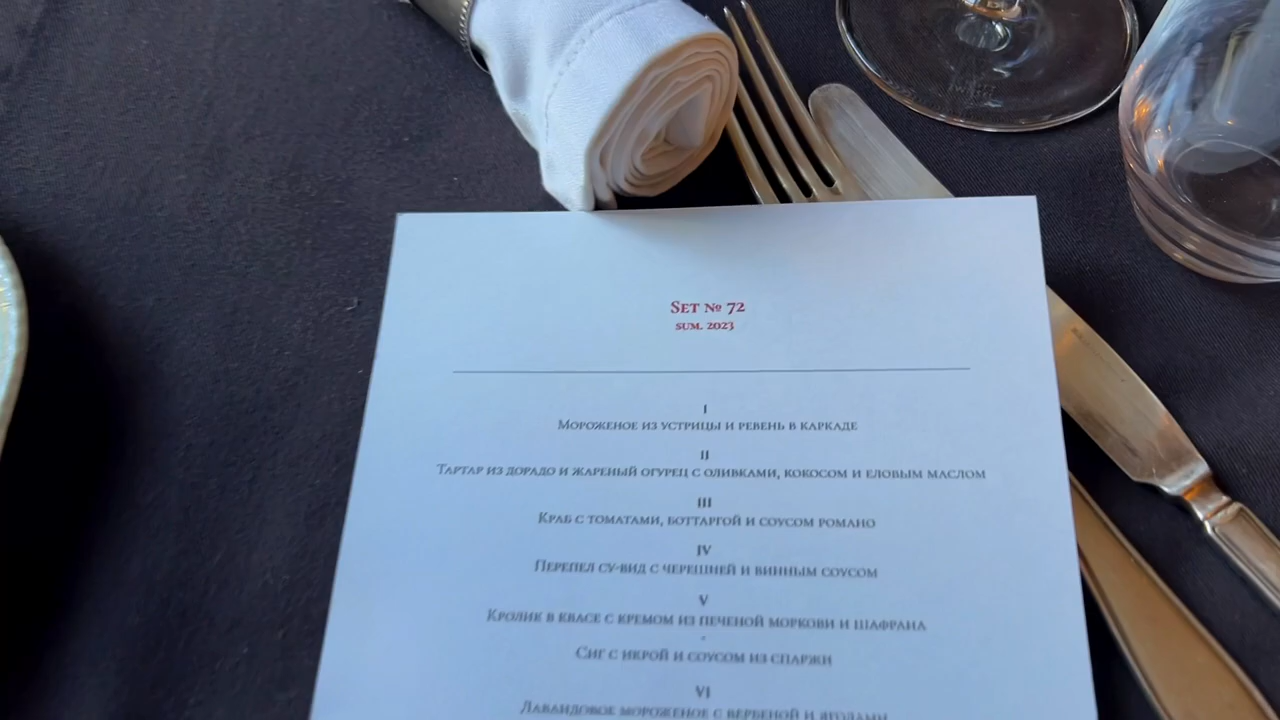 Set № 72
sum. 2023
I
Мороженое из устрицы и ревень в каркаде
II
Тартар из дорадо и жареный огурец с оливками, кокосом и еловым маслом
III
Краб с томатами, боттаргой и соусом романо
IV
Перепел су-вид с черешней и винным соусом
V
Кролик в квасе с кремом из печеной моркови и шафрана
Сиг с икрой и соусом из спаржи
VI
Лавандовое мороженое с вербеной и ягодами